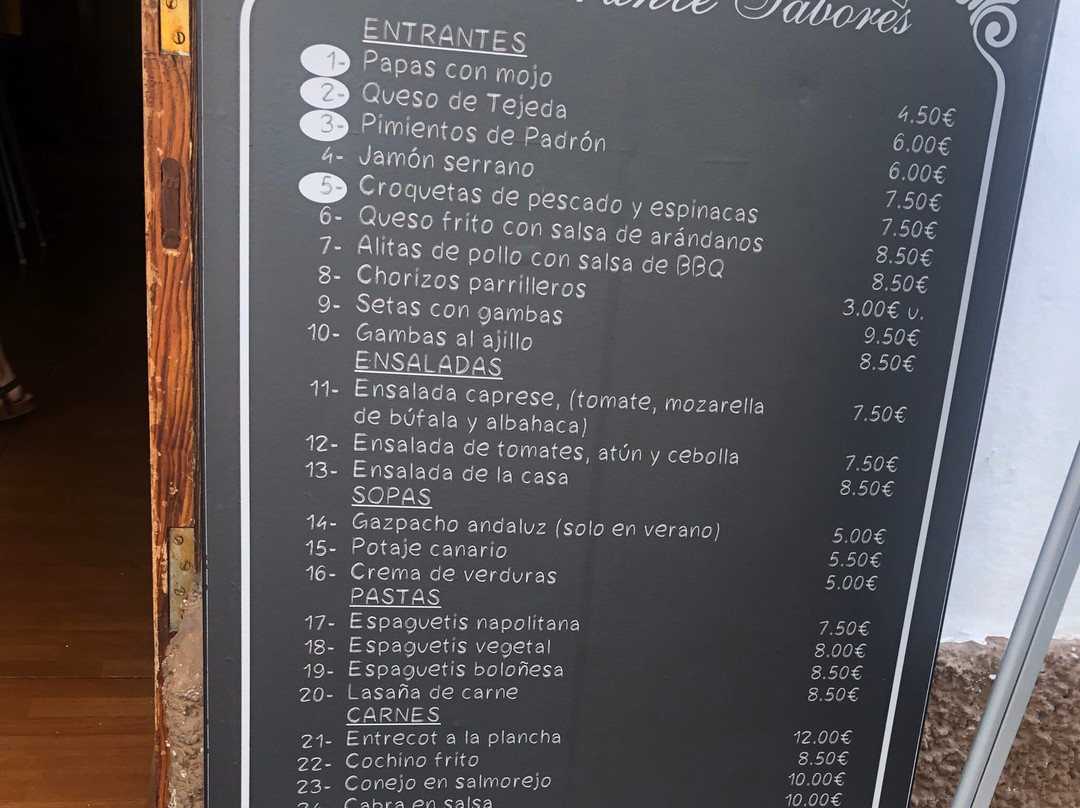 Sabores
ENTRANTES
1- Papas con mojo 4.50€
2- Queso de Tejeda 6.00€
3- Pimientos de Padrón 6.00€
4- Jamón serrano 7.50€
5- Croquetas de pescado y espinacas 7.50€
6- Queso frito con salsa de arándanos 8.50€
7- Alitas de pollo con salsa de BBQ 8.50€
8- Chorizos parrilleros 3.00€ u.
9- Setas con gambas 9.50€
10- Gambas al ajillo 8.50€
ENSALADAS
11- Ensalada caprese, (tomate, mozarella 7.50€
de búfala y albahaca)
12- Ensalada de tomates, atún y cebolla 7.50€
13- Ensalada de la casa 8.50€
SOPAS
14- Gazpacho andaluz (solo en verano) 5.00€
15- Potaje canario 5.50€
16- Crema de verduras 5.00€
PASTAS
17- Espaguetis napolitana 7.50€
18- Espaguetis vegetal 8.00€
19- Espaguetis boloñesa 8.50€
20- Lasaña de carne 8.50€
CARNES
21- Entrecot a la plancha 12.00€
22- Cochino frito 8.50€
23- Conejo en salmorejo 10.00€
24- Cabra en salsa 10.00€